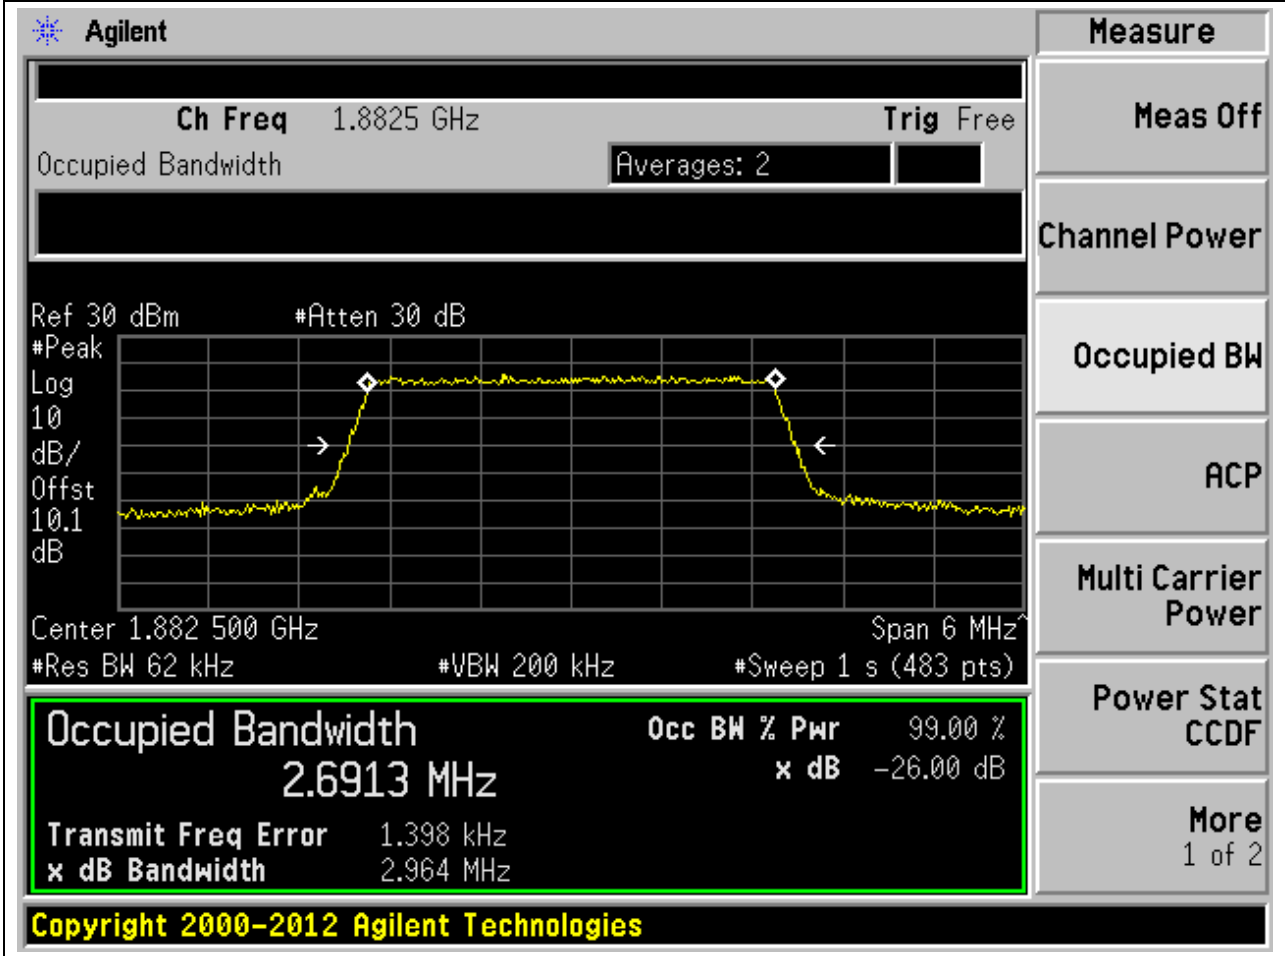 Agilent
Measure
Ch Freq 1.8825 GHz Trig Free
Occupied Bandwidth Averages: 2
Meas Off
Channel Power
Occupied BW
ACP
Multi Carrier
Power
Power Stat
CCDF
More
1 of 2
Ref 30 dBm #Atten 30 dB
#Peak
Log
10
dB/
Offst
10.1
dB
Center 1.882 500 GHz Span 6 MHz^
#Res BW 62 kHz #VBW 200 kHz #Sweep 1 s (483 pts)
Occupied Bandwidth Occ BW % Pwr 99.00 %
2.6913 MHz x dB -26.00 dB
Transmit Freq Error 1.398 kHz
x dB Bandwidth 2.964 MHz
Copyright 2000-2012 Agilent Technologies